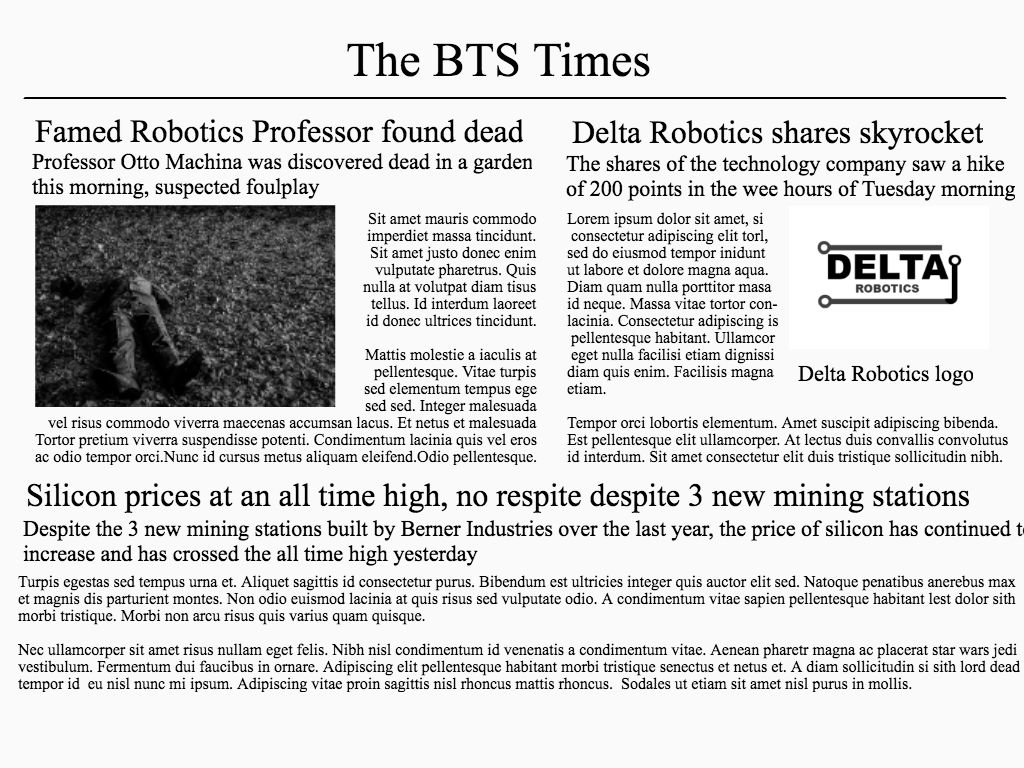 The BTS Times
Famed Robotics Professor found dead
Professor Otto Machina was discovered dead in a garden
this morning, suspected foulplay
Sit amet mauris commodo
imperdiet massa tincidunt.
Sit amet justo donec enim
vulputate pharetrus. Quis
nulla at volutpat diam tisus
tellus. Id interdum laoreet
id donec ultrices tincidunt.
Mattis molestie a iaculis at
pellentesque. Vitae turpis
sed elementum tempus ege
sed sed. Integer malesuada
vel risus commodo viverra maecenas accumsan lacus. Et netus et malesuada
Tortor pretium viverra suspendisse potenti. Condimentum lacinia quis vel eros
ac odio tempor orci.Nunc id cursus metus aliquam eleifend.Odio pellentesque.
Delta Robotics shares skyrocket
The shares of the technology company saw a hike
of 200 points in the wee hours of Tuesday morning
Lorem ipsum dolor sit amet, si
consectetur adipiscing elit torl,
sed do eiusmod tempor inidunt
ut labore et dolore magna aqua.
Diam quam nulla porttitor masa
id neque. Massa vitae tortor con-
lacinia. Consectetur adipiscing is
pellentesque habitant. Ullamcor
eget nulla facilisi etiam dignissi
diam quis enim. Facilisis magna
etiam.
DELTA
ROBOTICS
Delta Robotics logo
Tempor orci lobortis elementum. Amet suscipit adipiscing bibenda.
Est pellentesque elit ullamcorper. At lectus duis convallis convolutus
id interdum. Sit amet consectetur elit duis tristique sollicitudin nibh.
Silicon prices at an all time high, no respite despite 3 new mining stations
Despite the 3 new mining stations built by Berner Industries over the last year, the price of silicon has continued t
increase and has crossed the all time high yesterday
Turpis egestas sed tempus urna et. Aliquet sagittis id consectetur purus. Bibendum est ultricies integer quis auctor elit sed. Natoque penatibus anerebus max
et magnis dis parturient montes. Non odio euismod lacinia at quis risus sed vulputate odio. A condimentum vitae sapien pellentesque habitant lest dolor sith
morbi tristique. Morbi non arcu risus quis varius quam quisque.
Nec ullamcorper sit amet risus nullam eget felis. Nibh nisl condimentum id venenatis a condimentum vitae. Aenean pharetr magna ac placerat star wars jedi
vestibulum. Fermentum dui faucibus in ornare. Adipiscing elit pellentesque habitant morbi tristique senectus et netus et. A diam sollicitudin si sith lord dead
tempor id eu nisl nunc mi ipsum. Adipiscing vitae proin sagittis nisl rhoncus mattis rhoncus. Sodales ut etiam sit amet nisl purus in mollis.